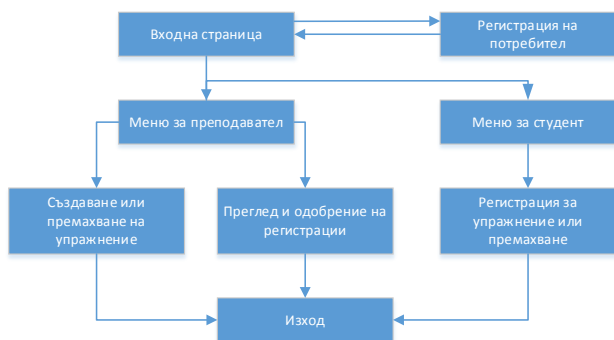 Входна страница
Регистрация на
потребител
Меню за преподавател
Меню за студент
Създаване или
премахване на
упражнение
Преглед и одобрение на
регистрации
Регистрация за
упражнение или
премахване
Изход